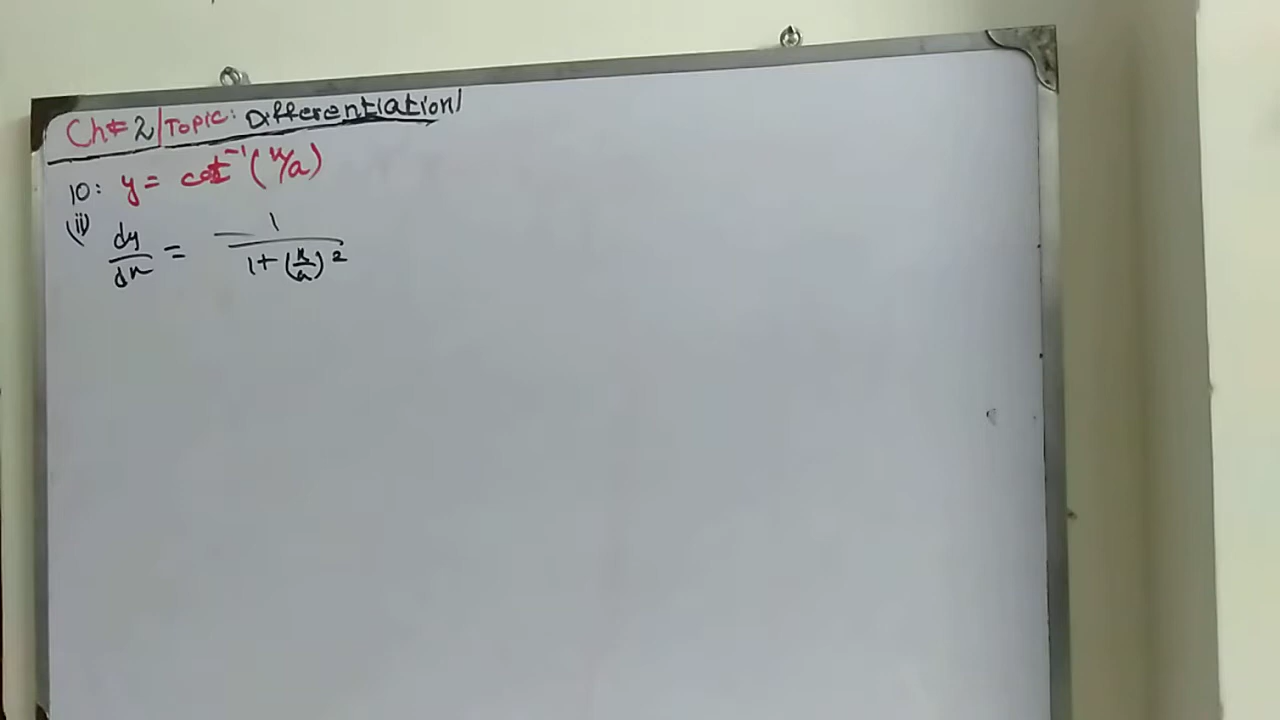 Ch# 2 | Topic: Differentiation |
10: y = cot⁻¹ (x/a)
(ii) dy/dx = - 1/(1+(x/a)²)